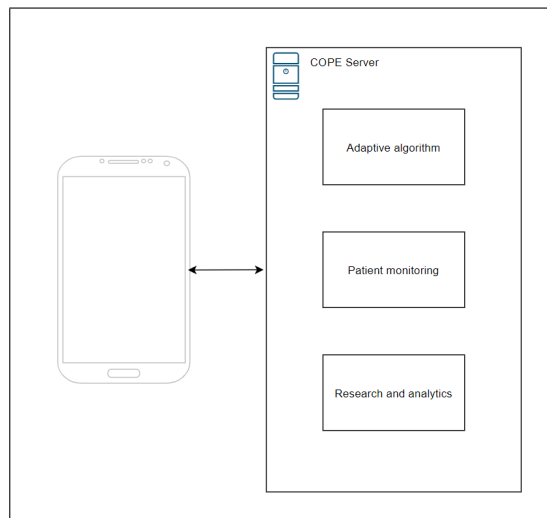 COPE Server
Adaptive algorithm
Patient monitoring
Research and analytics